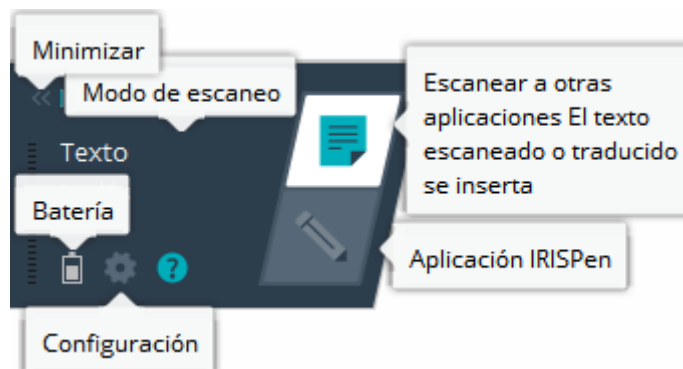 Minimizar
Modo de escaneo
Texto
Batería
?
Configuración
Escanear a otras
aplicaciones El texto
escaneado o traducido
se inserta
Aplicación IRISPen